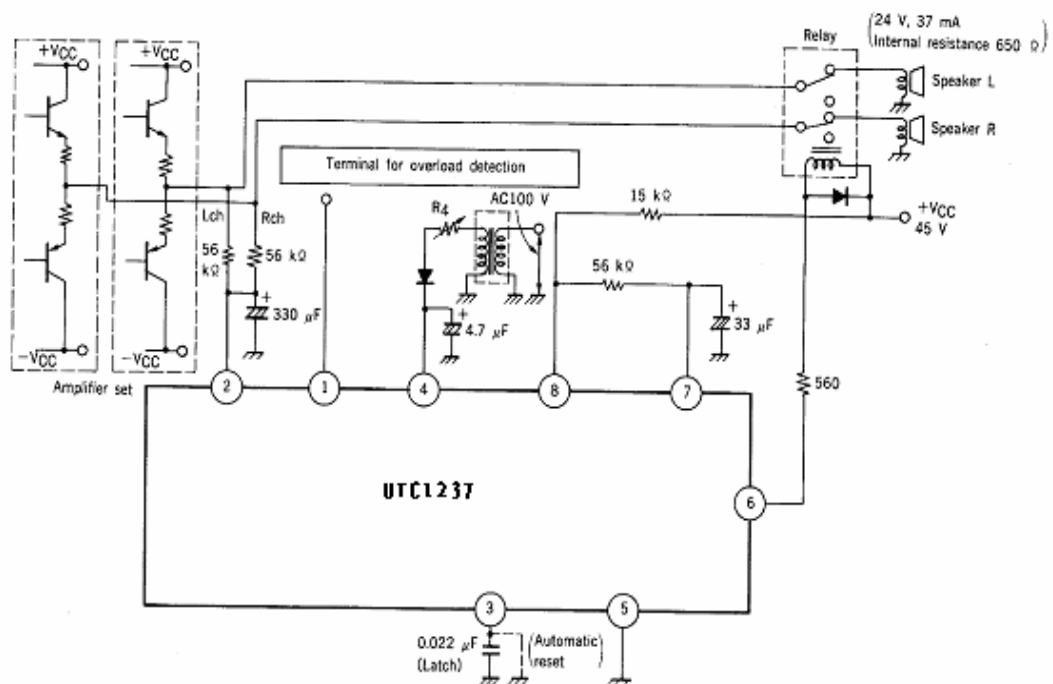 (24 V, 37 mA
Internal resistance 650 Ω)
Relay
+VCC
+VCC
Speaker L
Speaker R
Terminal for overload detection
AC100 V
R4
15 kΩ
+VCC
45 V
Lch
Rch
56
kΩ
56 kΩ
56 kΩ
+
330 μF
+
4.7 μF
+
33 μF
-VCC
-VCC
Amplifier set
560
2
1
4
8
7
UTC1237
6
3
5
0.022 μF
(Latch)
(Automatic
reset)